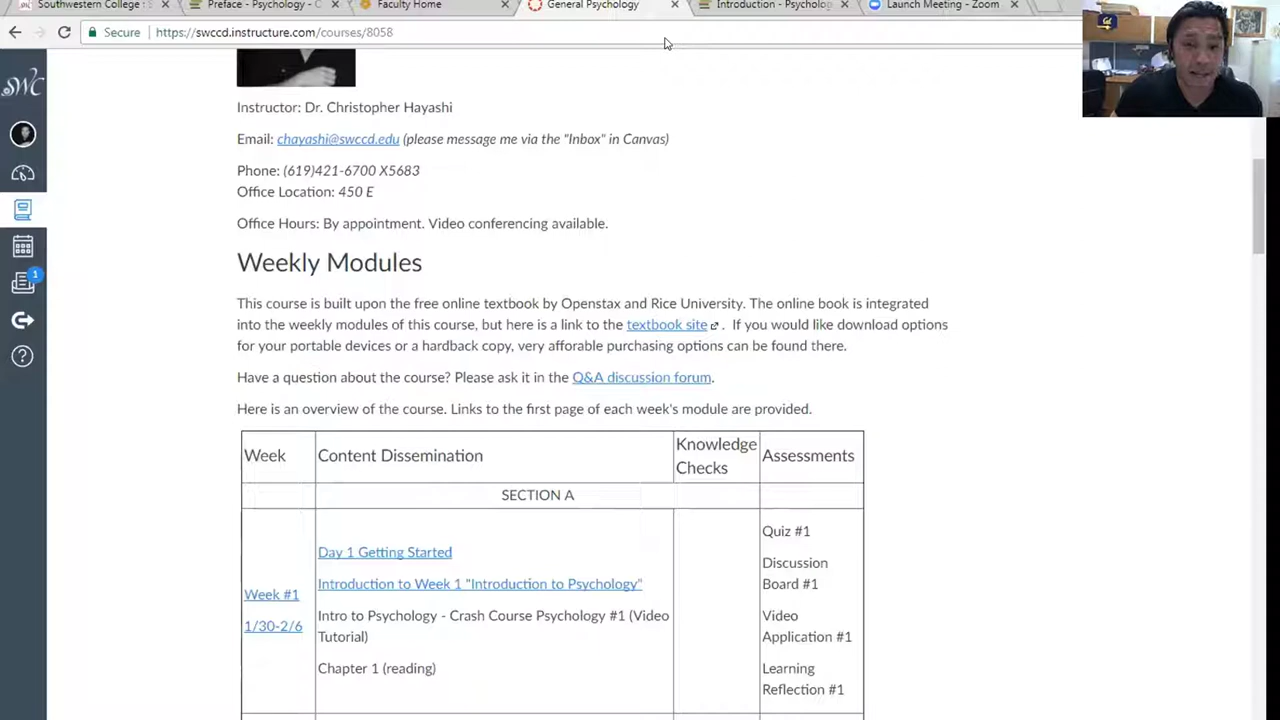 Southwestern College :
Preface - Psychology - C
Faculty Home
General Psychology
Introduction - Psycholog
Launch Meeting - Zoom
Secure
https://swccd.instructure.com/courses/8058
SWC
1
Instructor: Dr. Christopher Hayashi
Email: chayashi@swccd.edu (please message me via the "Inbox" in Canvas)
Phone: (619)421-6700 X5683
Office Location: 450 E
Office Hours: By appointment. Video conferencing available.
Weekly Modules
This course is built upon the free online textbook by Openstax and Rice University. The online book is integrated
into the weekly modules of this course, but here is a link to the textbook site . If you would like download options
for your portable devices or a hardback copy, very afforable purchasing options can be found there.
Have a question about the course? Please ask it in the Q&A discussion forum.
Here is an overview of the course. Links to the first page of each week's module are provided.
Week
Content Dissemination
Knowledge
Checks
Assessments
SECTION A
Week #1
1/30-2/6
Day 1 Getting Started
Introduction to Week 1 "Introduction to Psychology"
Intro to Psychology - Crash Course Psychology #1 (Video
Tutorial)
Chapter 1 (reading)
Quiz #1
Discussion
Board #1
Video
Application #1
Learning
Reflection #1